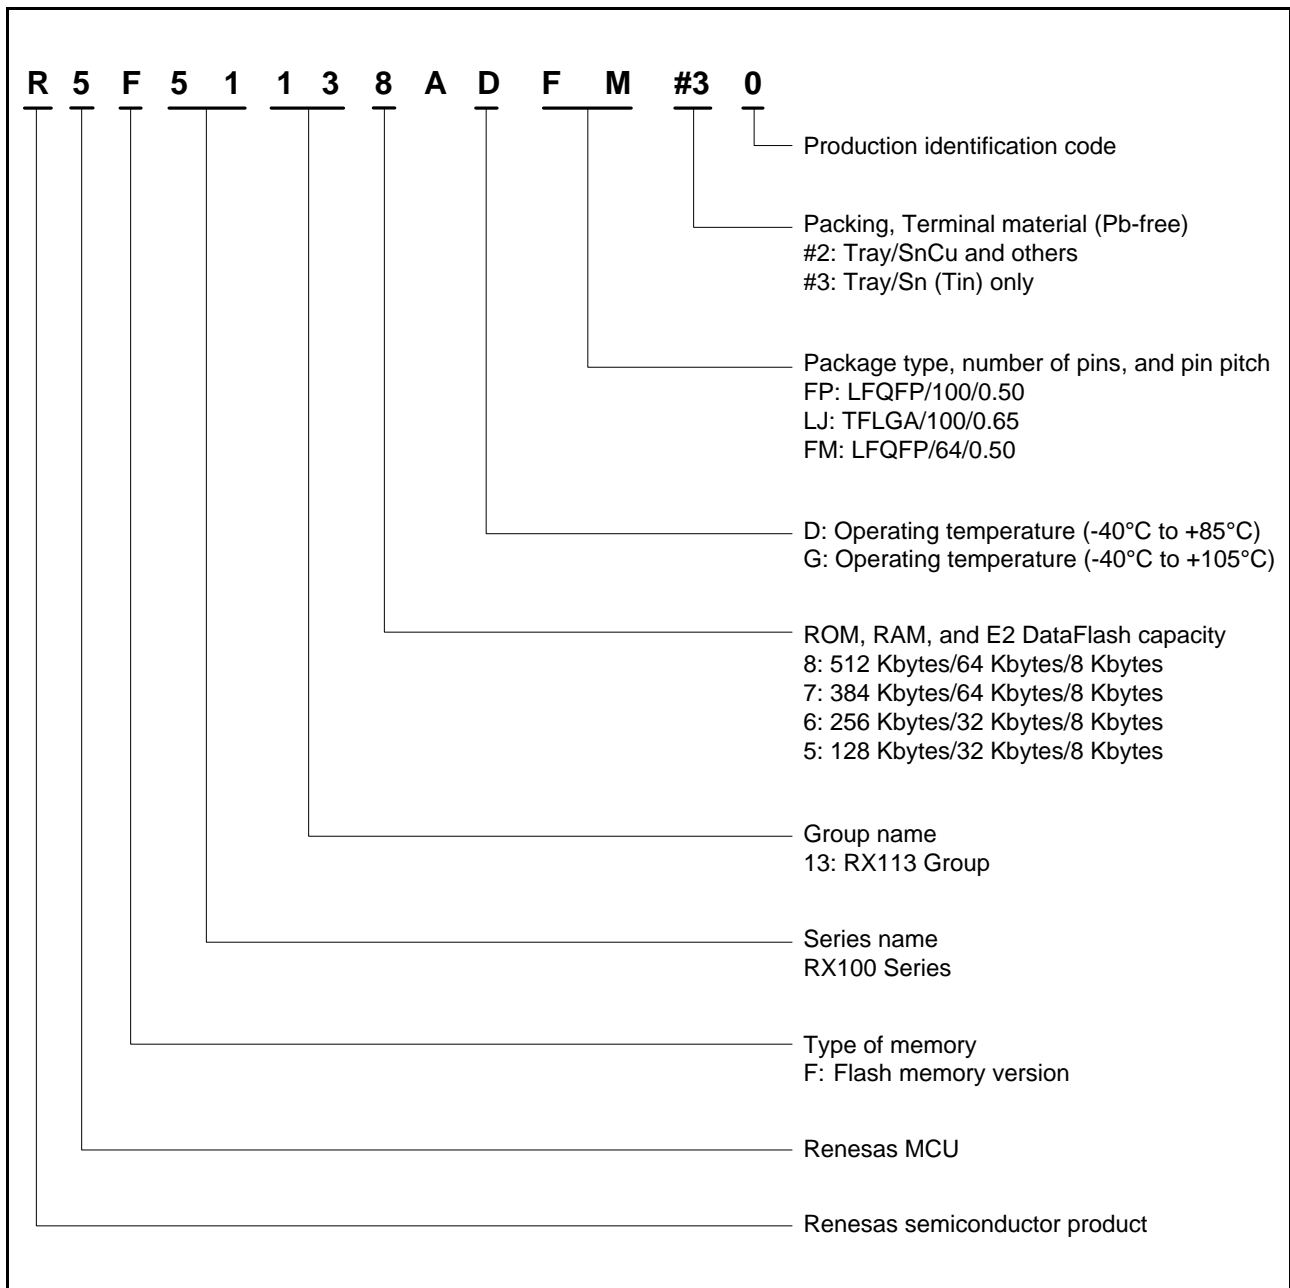 R 5 F 5 1 1 3 8 A D F M #3 0
Production identification code
Packing, Terminal material (Pb-free)
#2: Tray/SnCu and others
#3: Tray/Sn (Tin) only
Package type, number of pins, and pin pitch
FP: LFQFP/100/0.50
LJ: TFLGA/100/0.65
FM: LFQFP/64/0.50
D: Operating temperature (-40°C to +85°C)
G: Operating temperature (-40°C to +105°C)
ROM, RAM, and E2 DataFlash capacity
8: 512 Kbytes/64 Kbytes/8 Kbytes
7: 384 Kbytes/64 Kbytes/8 Kbytes
6: 256 Kbytes/32 Kbytes/8 Kbytes
5: 128 Kbytes/32 Kbytes/8 Kbytes
Group name
13: RX113 Group
Series name
RX100 Series
Type of memory
F: Flash memory version
Renesas MCU
Renesas semiconductor product